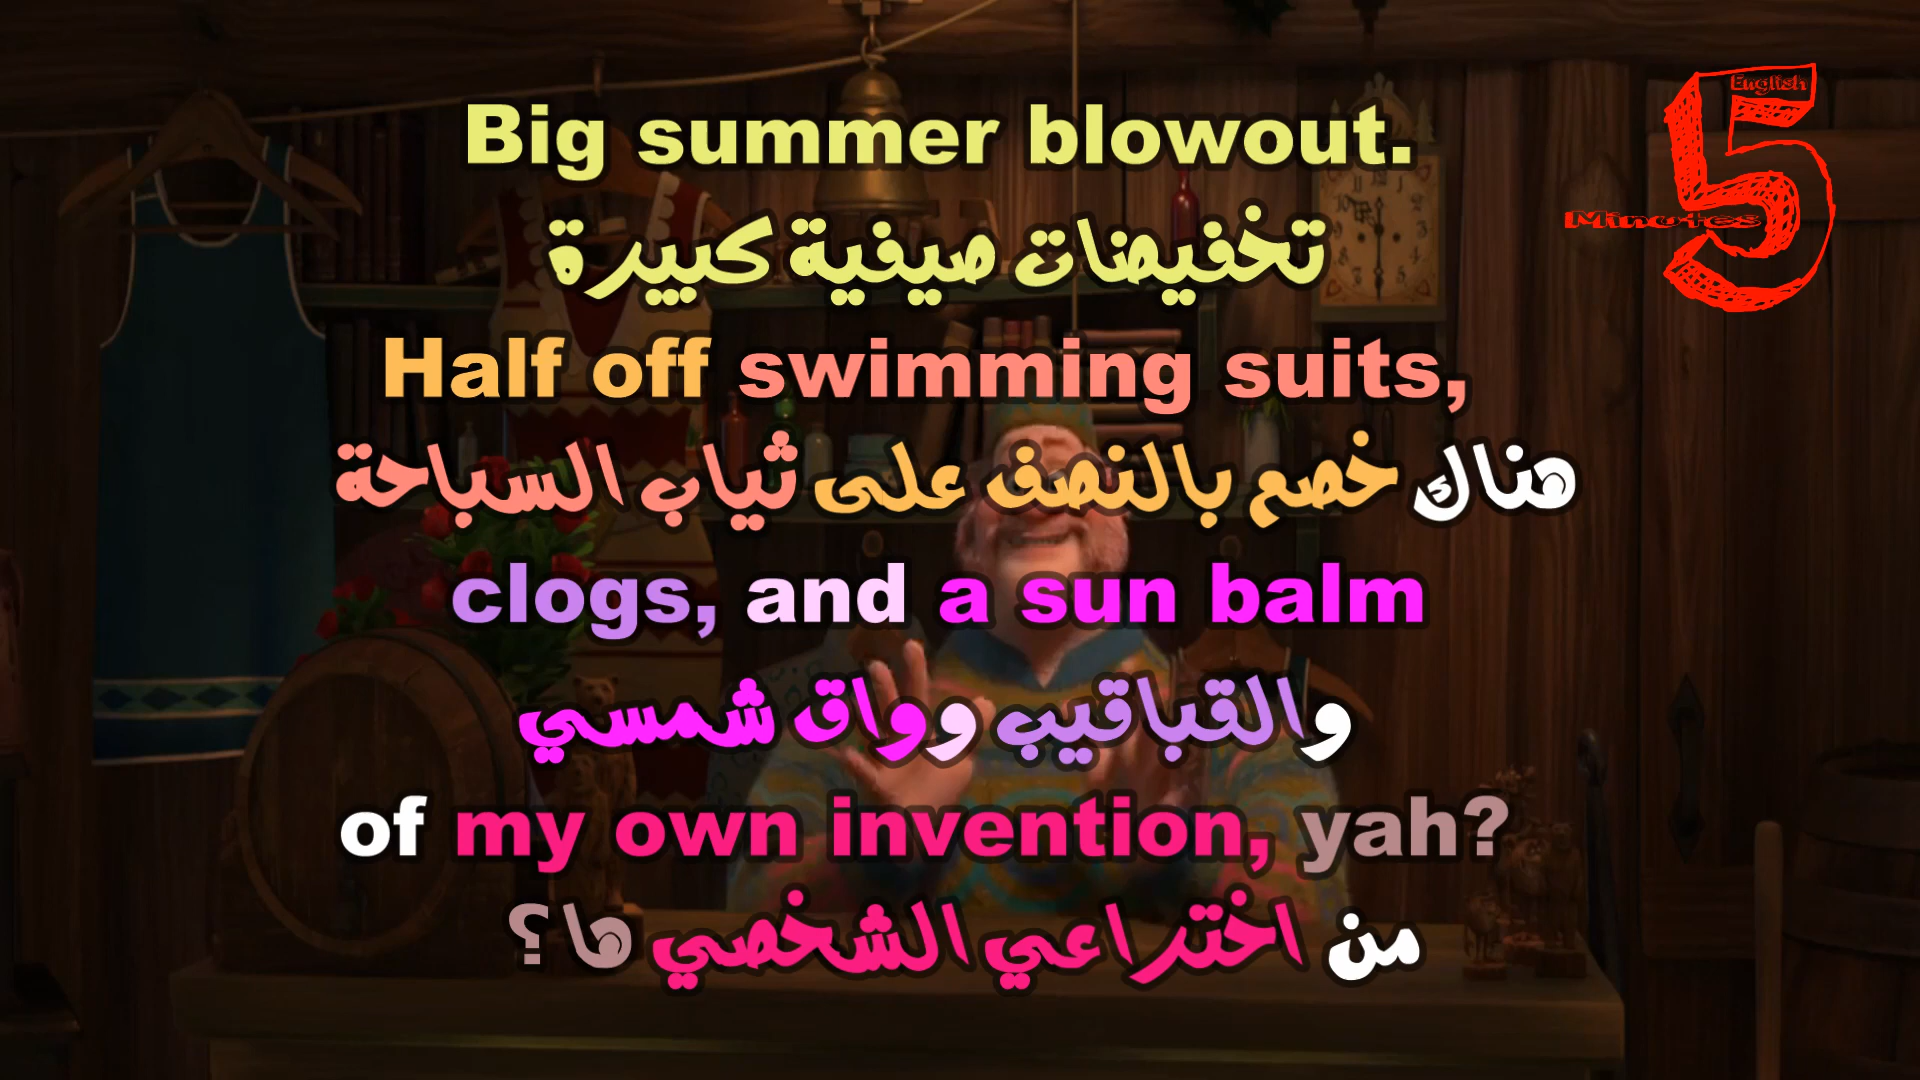 English
5
Minutes
Big summer blowout.
تخفيضات صيفية كبيرة
Half off swimming suits,
هناك خصم بالنصف على ثياب السباحة
clogs, and a sun balm
والقباقيب وواق شمسي
of my own invention, yah?
من اختراعي الشخصي ها ؟